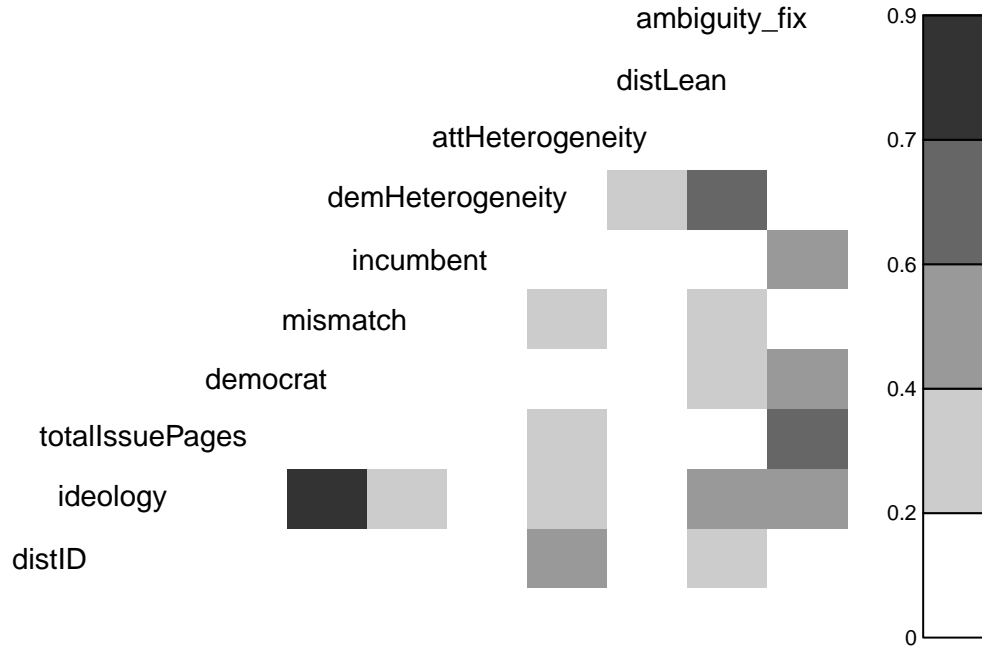 ambiguity_fix
distLean
attHeterogeneity
demHeterogeneity
incumbent
mismatch
democrat
totalIssuePages
ideology
distID
0.9
0.7
0.6
0.4
0.2
0